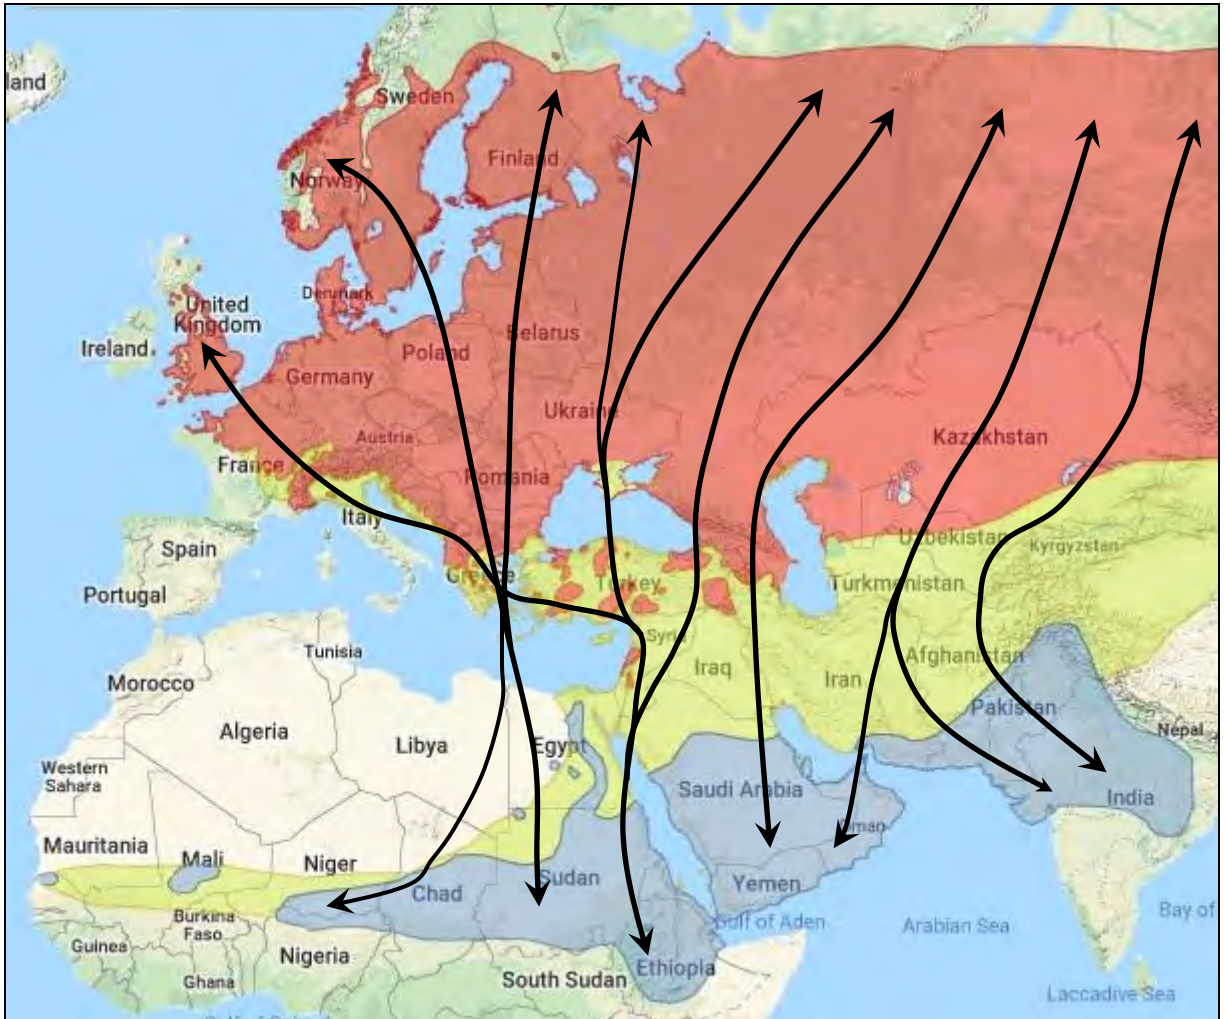 land
Sweden
Finland
Norway
United
Kingdom
Denmark
Ireland
Belarus
Poland
Germany
Ukraine
Austria
Kazakhstan
France
Romania
Italy
Spain
Uzbekistan
Kyrgyzstan
Portugal
Greece
Turkey
Turkmenistan
Syria
Tunisia
Afghanistan
Morocco
Iraq
Iran
Pakistan
Algeria
Libya
Egypt
Nepal
Western
Sahara
Saudi Arabia
India
Oman
Mauritania
Mali
Niger
Chad
Sudan
Yemen
Burkina
Faso
Gulf of Aden
Arabian Sea
Bay of
Guinea
Nigeria
Ghana
South Sudan
Ethiopia
Laccadive Sea